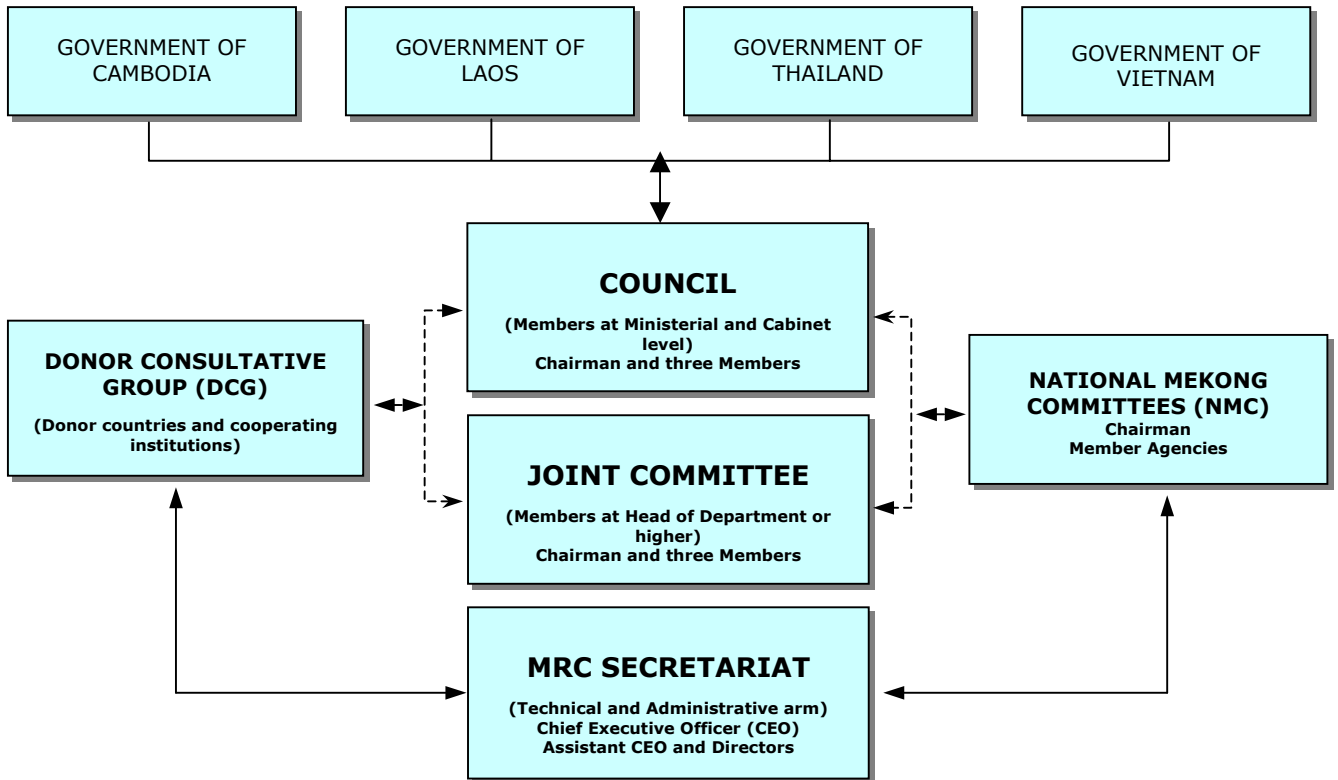 GOVERNMENT OF
CAMBODIA
GOVERNMENT OF
LAOS
GOVERNMENT OF
THAILAND
GOVERNMENT OF
VIETNAM
COUNCIL
(Members at Ministerial and Cabinet
level)
Chairman and three Members
DONOR CONSULTATIVE
GROUP (DCG)
(Donor countries and cooperating
institutions)
NATIONAL MEKONG
COMMITTEES (NMC)
Chairman
Member Agencies
JOINT COMMITTEE
(Members at Head of Department or
higher)
Chairman and three Members
MRC SECRETARIAT
(Technical and Administrative arm)
Chief Executive Officer (CEO)
Assistant CEO and Directors